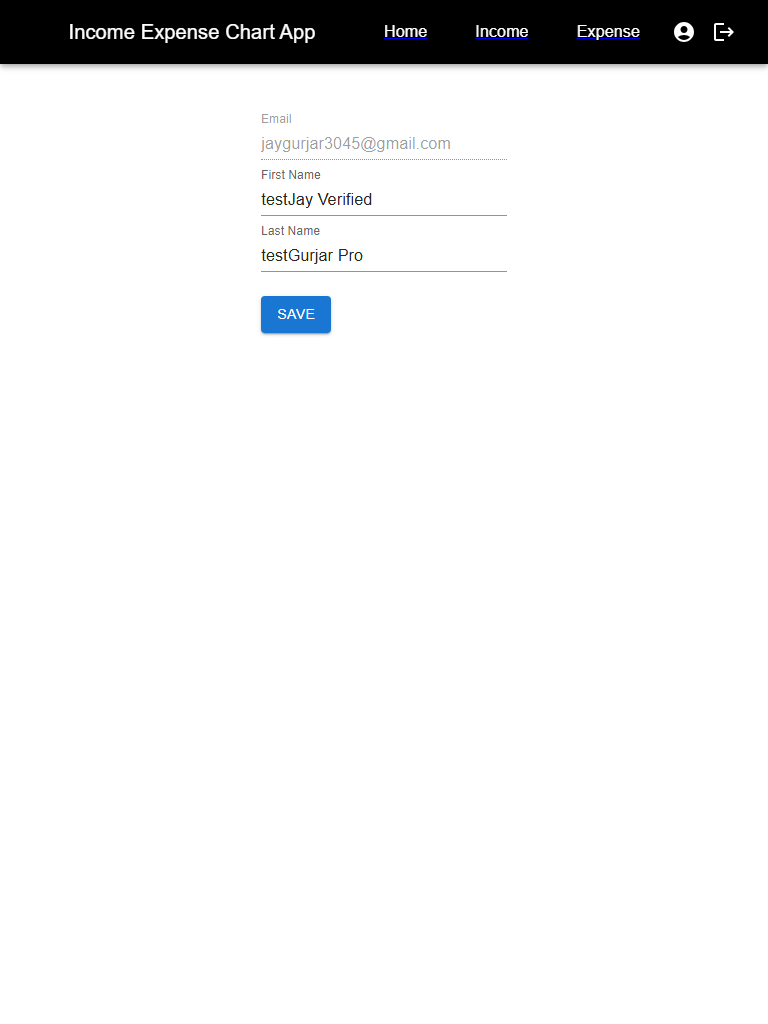 Income Expense Chart App Home Income Expense
Email
jaygurjar3045@gmail.com
First Name
testJay Verified
Last Name
testGurjar Pro
SAVE